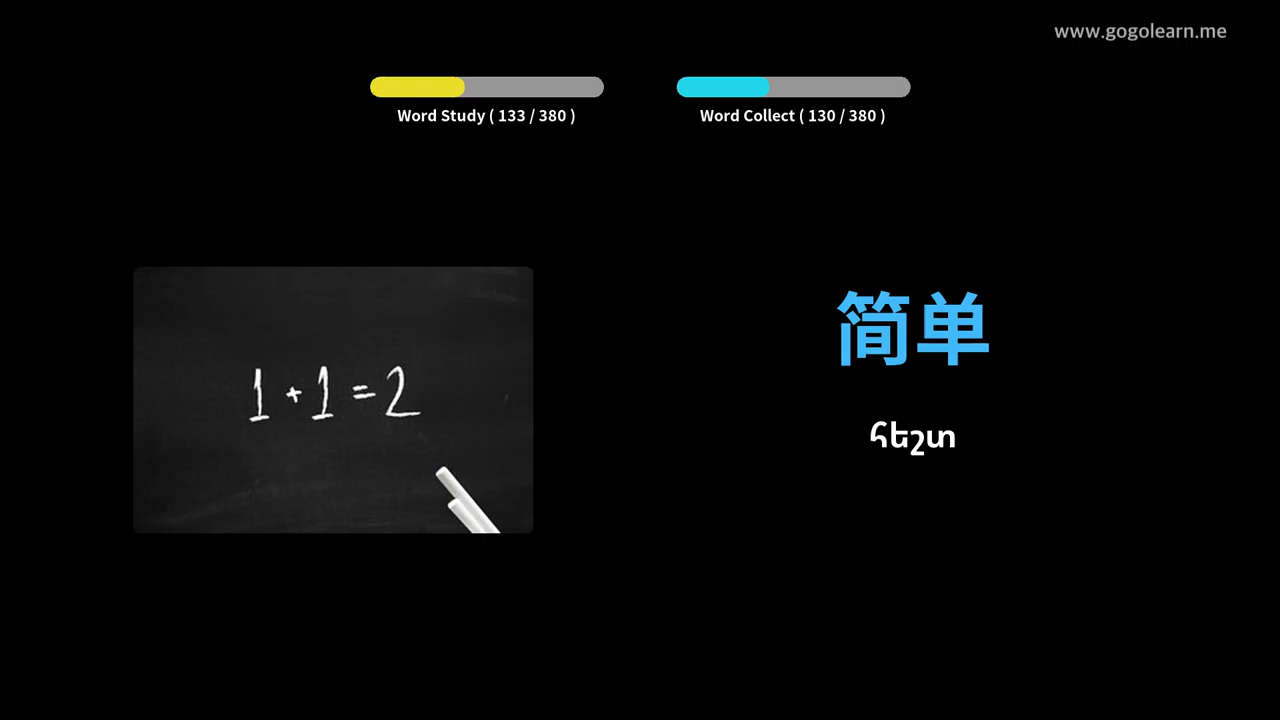 www.gogolearn.me
Word Study ( 133 / 380 )
Word Collect ( 130 / 380 )
1 + 1 = 2
简单
հեշտ